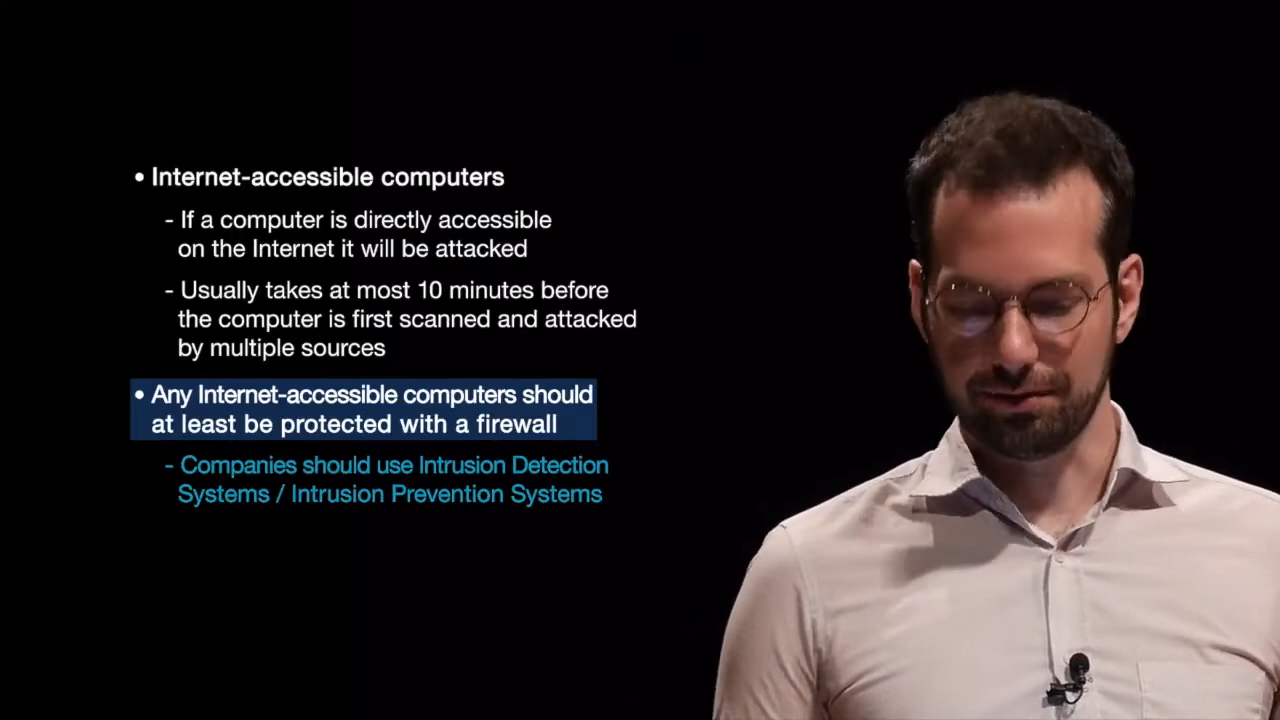 • Internet-accessible computers
- If a computer is directly accessible
on the Internet it will be attacked
- Usually takes at most 10 minutes before
the computer is first scanned and attacked
by multiple sources
• Any Internet-accessible computers should
at least be protected with a firewall
- Companies should use Intrusion Detection
Systems / Intrusion Prevention Systems